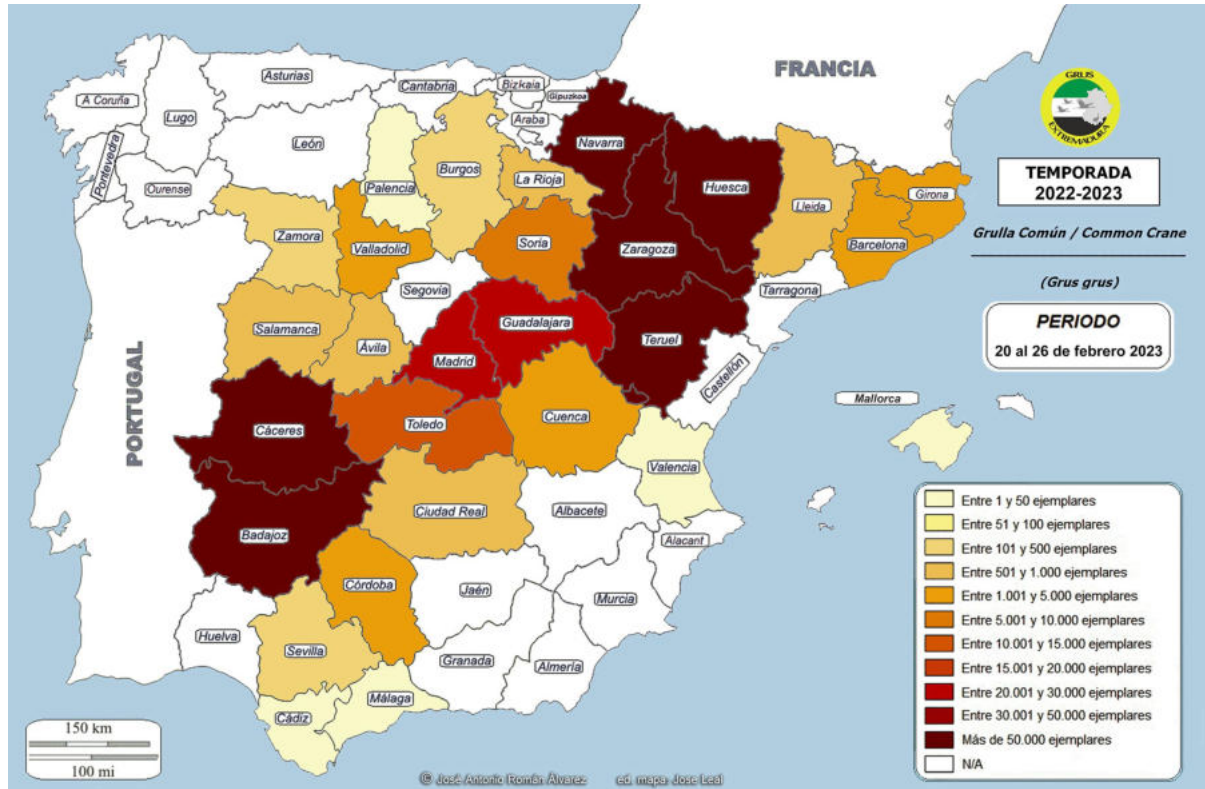 FRANCIA
PORTUGAL
A Coruña
Lugo
Asturias
Cantabria
Bizkaia
Gipuzkoa
Araba
Navarra
Pontevedra
Ourense
León
Palencia
Burgos
La Rioja
Huesca
Lleida
Girona
Barcelona
Zamora
Valladolid
Soria
Zaragoza
Tarragona
Segovia
Salamanca
Ávila
Madrid
Guadalajara
Teruel
Castellón
Cáceres
Toledo
Cuenca
Valencia
Mallorca
Badajoz
Ciudad Real
Albacete
Alacant
Huelva
Sevilla
Córdoba
Jaén
Murcia
Cádiz
Málaga
Granada
Almería
GRUS
EXTREMADURA
TEMPORADA
2022-2023
Grulla Común / Common Crane
(Grus grus)
PERIODO
20 al 26 de febrero 2023
Entre 1 y 50 ejemplares
Entre 51 y 100 ejemplares
Entre 101 y 500 ejemplares
Entre 501 y 1.000 ejemplares
Entre 1.001 y 5.000 ejemplares
Entre 5.001 y 10.000 ejemplares
Entre 10.001 y 15.000 ejemplares
Entre 15.001 y 20.000 ejemplares
Entre 20.001 y 30.000 ejemplares
Entre 30.001 y 50.000 ejemplares
Más de 50.000 ejemplares
N/A
150 km
100 mi
© José Antonio Román Álvarez ed. mapa Jose Leal